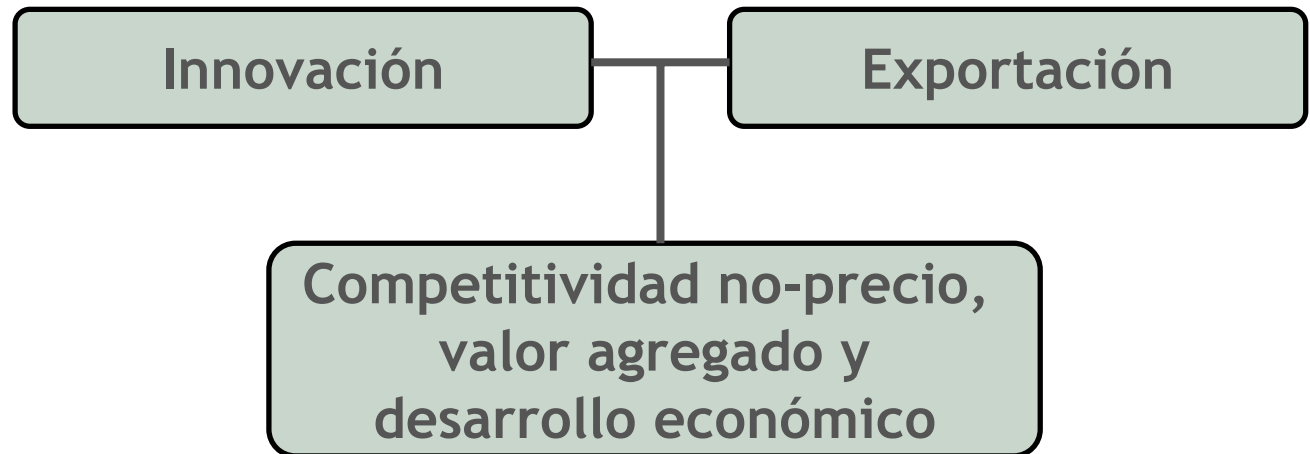 Innovación
Exportación
Competitividad no-precio,
valor agregado y
desarrollo económico